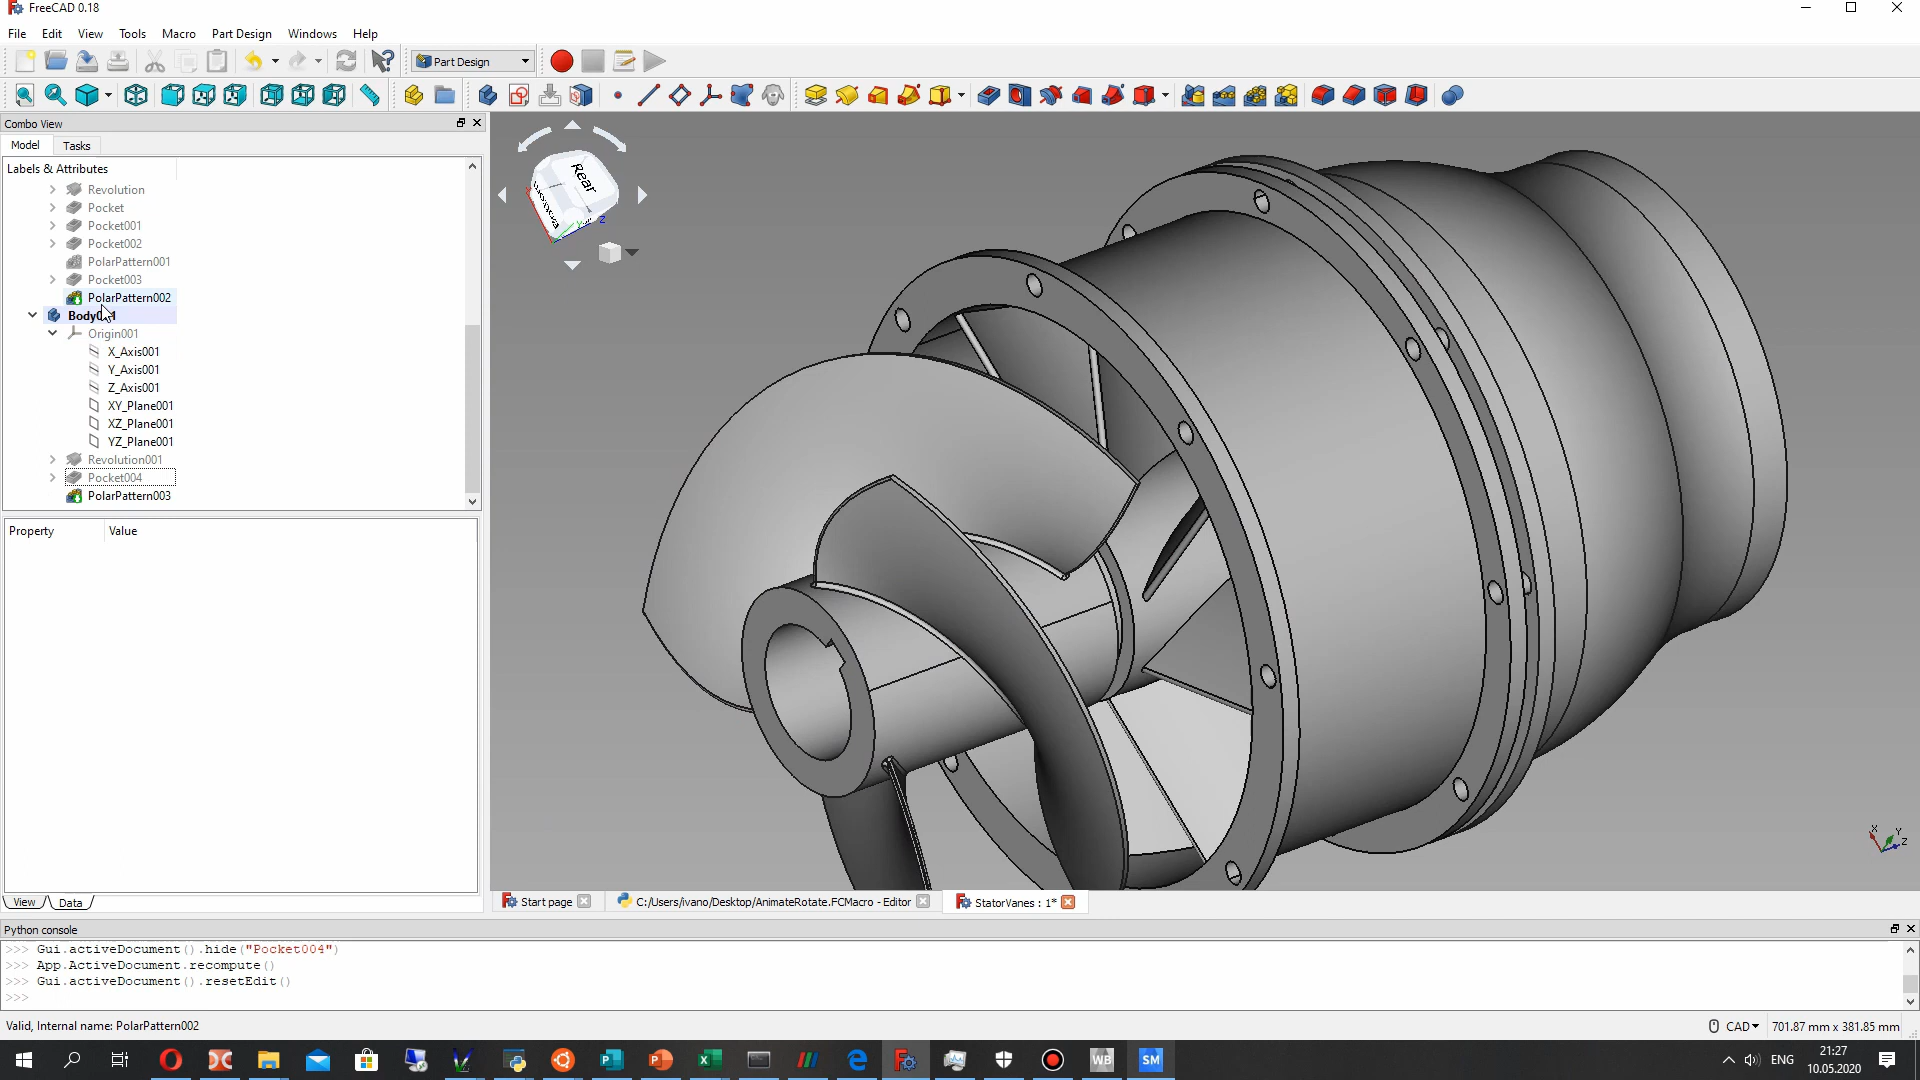 FreeCAD 0.18
File Edit View Tools Macro Part Design Windows Help
Part Design
Combo View
Model Tasks
Labels & Attributes
Revolution
Pocket
Pocket001
Pocket002
PolarPattern001
Pocket003
PolarPattern002
Origin001
X_Axis001
Y_Axis001
Z_Axis001
XY_Plane001
XZ_Plane001
YZ_Plane001
Revolution001
Pocket004
PolarPattern003
Property Value
Rear
Z
X Y Z
View Data
Start page C:/Users/ivano/Desktop/AnimateRotate.FCMacro - Editor StatorVanes : 1*
Python console
>>> Gui.activeDocument().hide("Pocket004")
>>> App.ActiveDocument.recompute()
>>> Gui.activeDocument().resetEdit()
>>>
Valid, Internal name: PolarPattern002
CAD 701.87 mm x 381.85 mm
WB SM
ENG 21:27
10.05.2020